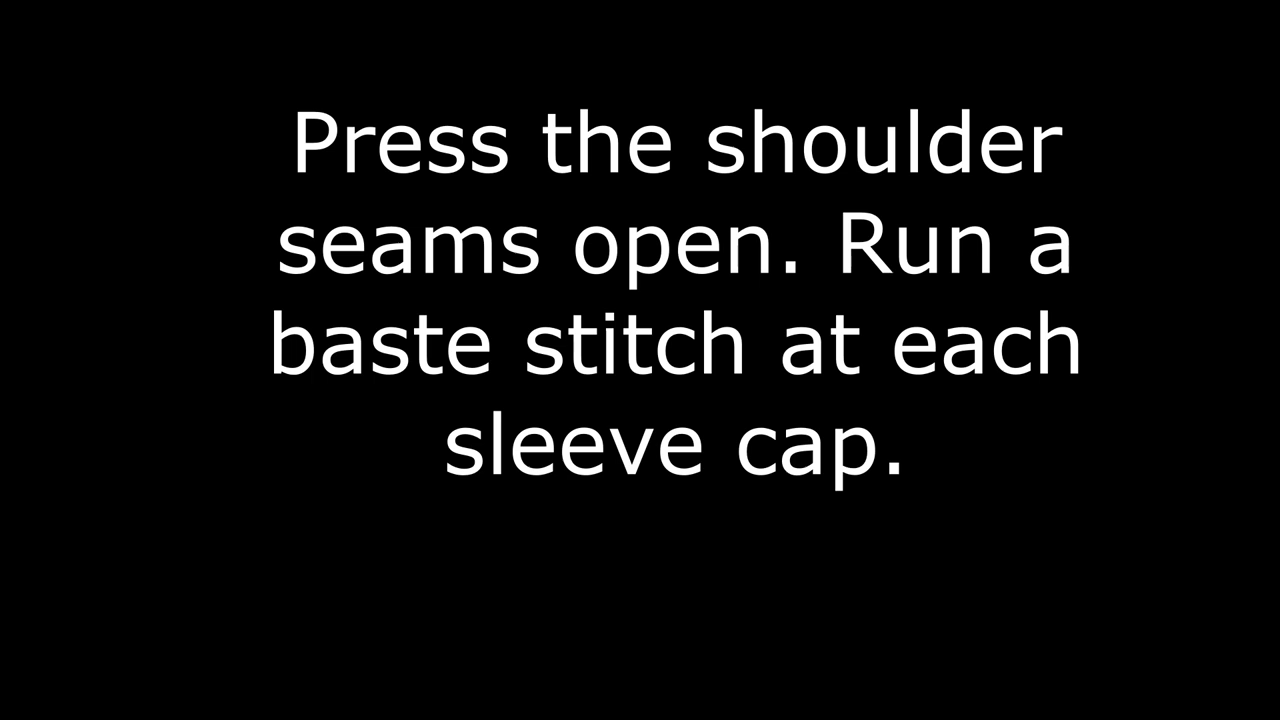 Press the shoulder
seams open. Run a
baste stitch at each
sleeve cap.